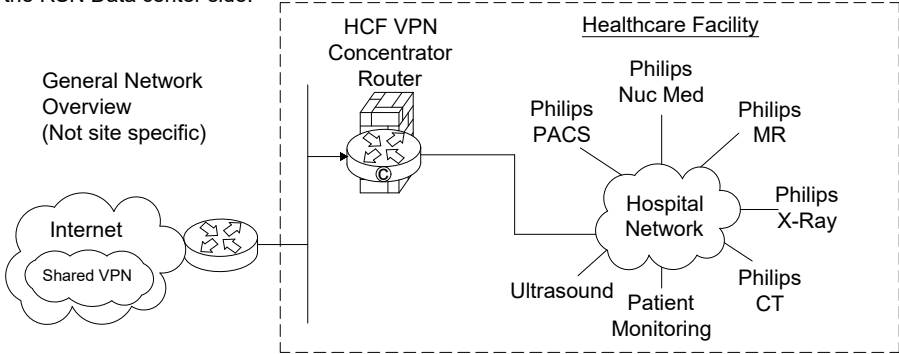 the RSN Data center side.
HCF VPN
Concentrator
Router
Healthcare Facility
General Network
Overview
(Not site specific)
Philips
Nuc Med
Philips
PACS
Philips
MR
C
Internet
Shared VPN
Hospital
Network
Philips
X-Ray
Ultrasound
Patient
Monitoring
Philips
CT